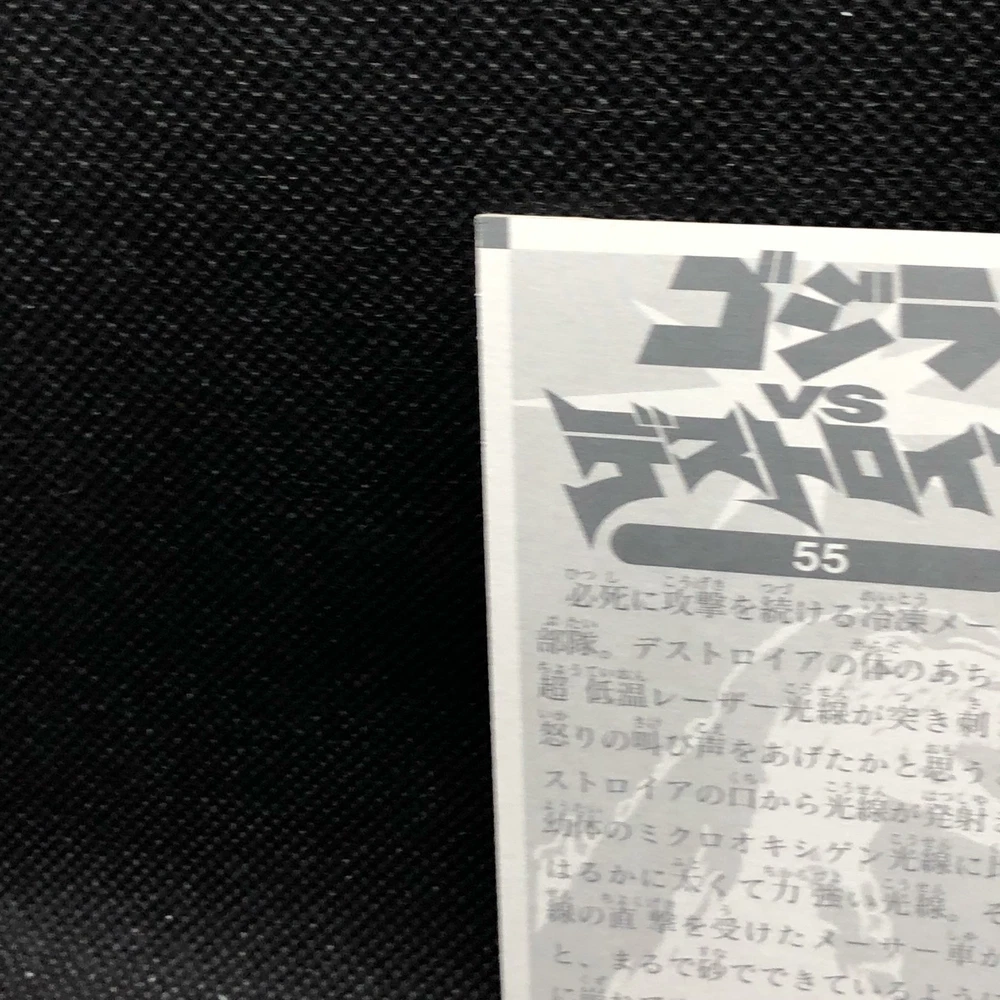 ゴジラ
VS
デストロイ
55
必死に攻撃を続ける冷凍メー
部隊。デストロイアの体のあち
超低温レーザー光線が突き刺
怒りの叫び声をあげたかと思う
ストロイアの口から光線が発射
幼体のミクロオキシゲン光線に比
はるかに太くて力強い光線。そ
線の直撃を受けたメーサー車が
と、まるで砂でできているよう